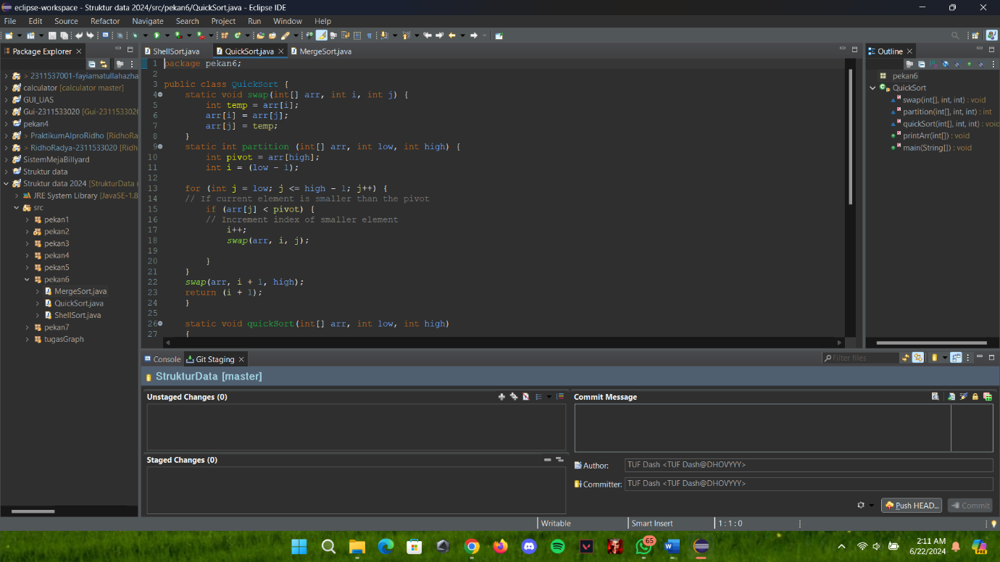 eclipse-workspace - Struktur data 2024/src/pekan6/QuickSort.java - Eclipse IDE
File Edit Source Refactor Navigate Search Project Run Window Help
Package Explorer
> 2311537001-fayiamatullahazha
calculator [calculator master]
GUI_UAS
Gui-2311533020 [Gui-2311533020
pekan4
> PraktikumAlproRidho [RidhoRa
> RidhoRadya-2311533020 [Ridh
SistemMejaBillyard
Struktur data
Struktur data 2024 [StrukturData
JRE System Library [JavaSE-1.8
src
pekan1
pekan2
pekan3
pekan4
pekan5
pekan6
MergeSort.java
QuickSort.java
ShellSort.java
pekan7
tugasGraph
ShellSort.java QuickSort.java MergeSort.java
1 package pekan6;
2
3 public class QuickSort {
4 static void swap(int[] arr, int i, int j) {
5 int temp = arr[i];
6 arr[i] = arr[j];
7 arr[j] = temp;
8 }
9 static int partition (int[] arr, int low, int high) {
10 int pivot = arr[high];
11 int i = (low - 1);
12
13 for (int j = low; j <= high - 1; j++) {
14 // If current element is smaller than the pivot
15 if (arr[j] < pivot) {
16 // Increment index of smaller element
17 i++;
18 swap(arr, i, j);
19
20 }
21 }
22 swap(arr, i + 1, high);
23 return (i + 1);
24 }
25
26 static void quickSort(int[] arr, int low, int high)
27 {
Outline
pekan6
QuickSort
swap(int[], int, int) : void
partition(int[], int, int) : int
quickSort(int[], int, int) : void
printArr(int[]) : void
main(String[]) : void
Console Git Staging
Filter files
StrukturData [master]
Unstaged Changes (0)
Staged Changes (0)
Commit Message
Author: TUF Dash <TUF Dash@DHOVYYY>
Committer: TUF Dash <TUF Dash@DHOVYYY>
Push HEAD... Commit
Writable Smart Insert 1 : 1 : 0
65
2:11 AM
6/22/2024
PRE